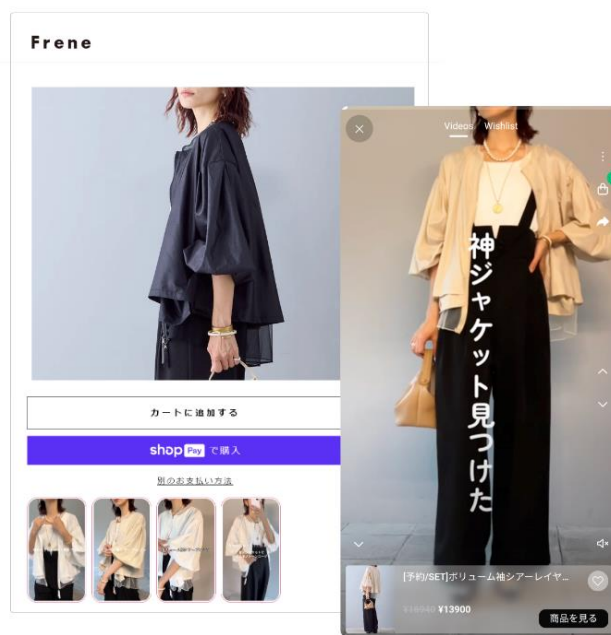 Frene
カートに追加する
shop Pay で購入
別のお支払い方法
Videos Wishlist
神ジャケット見つけた
[予約/SET]ボリューム袖シアーレイヤ...
¥13900
商品を見る